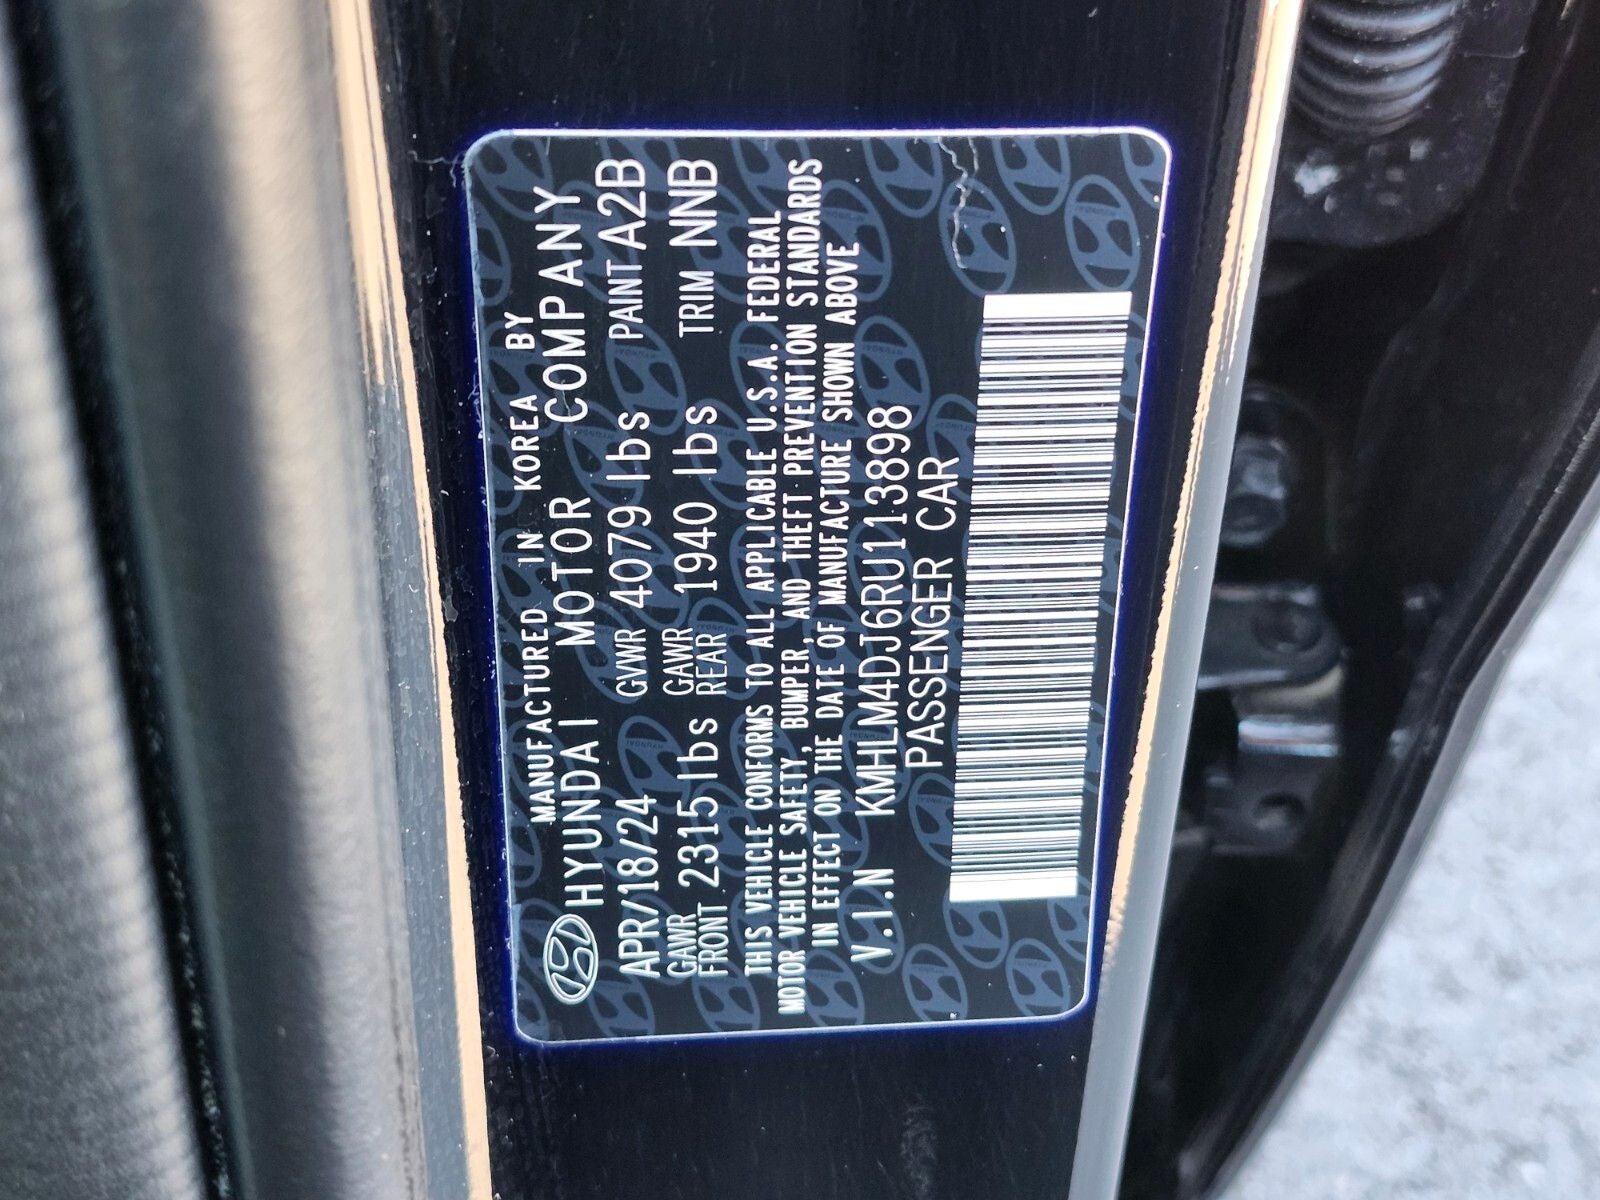 MANUFACTURED IN KOREA BY
HYUNDAI MOTOR COMPANY
APR/18/24 GVWR 4079 lbs PAINT A2B
GAWR FRONT 2315 lbs GAWR REAR 1940 lbs TRIM NNB
THIS VEHICLE CONFORMS TO ALL APPLICABLE U.S.A. FEDERAL
MOTOR VEHICLE SAFETY, BUMPER, AND THEFT PREVENTION STANDARDS
IN EFFECT ON THE DATE OF MANUFACTURE SHOWN ABOVE
V.I.N KMHLM4DJ6RU113898
PASSENGER CAR